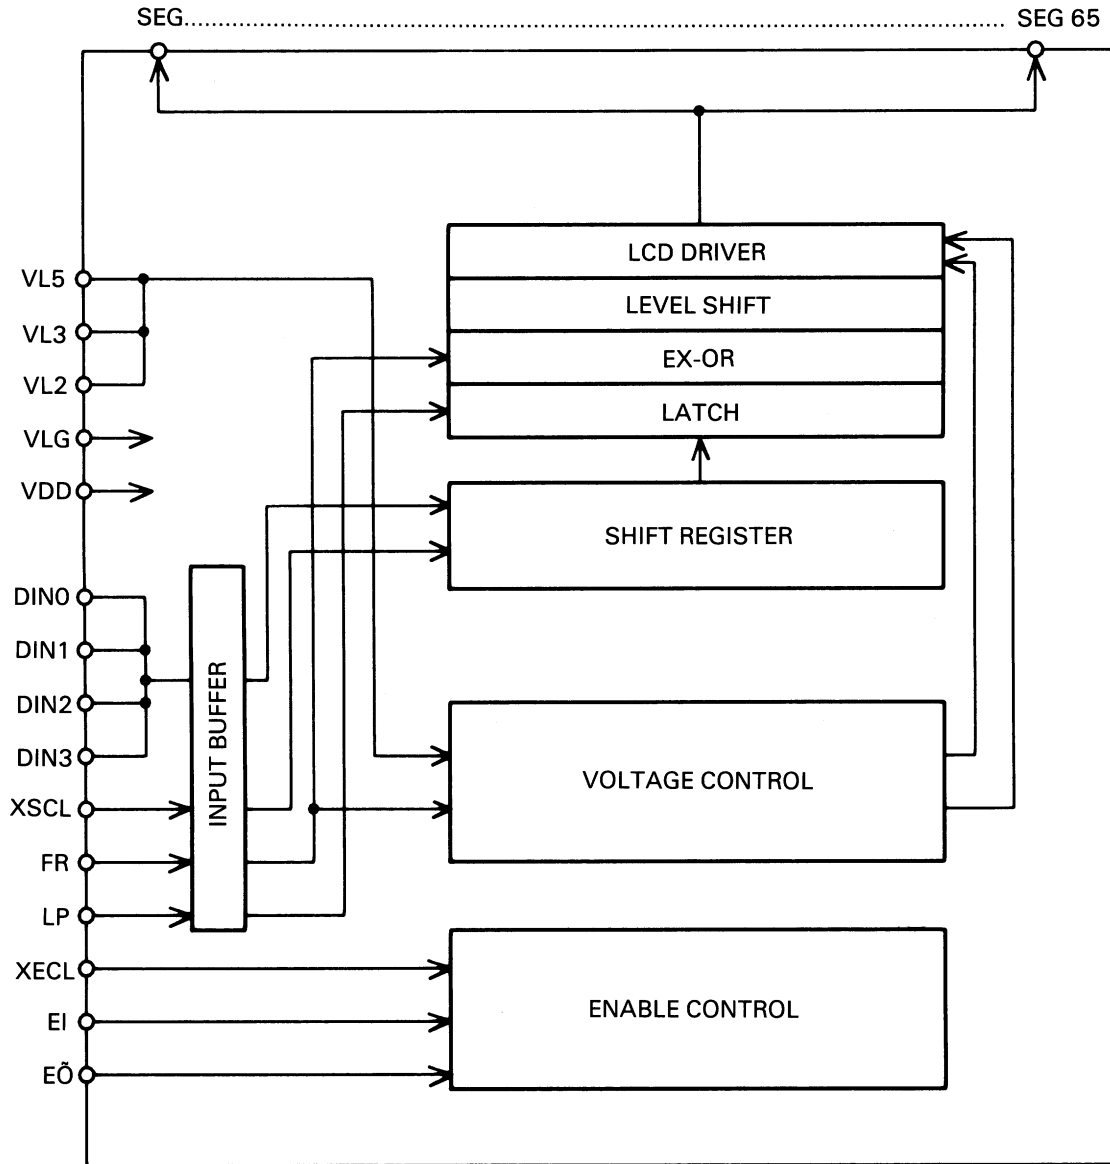 SEG........................................ SEG 65
LCD DRIVER
LEVEL SHIFT
EX-OR
LATCH
SHIFT REGISTER
VOLTAGE CONTROL
ENABLE CONTROL
INPUT BUFFER
VL5
VL3
VL2
VLG
VDD
DIN0
DIN1
DIN2
DIN3
XSCL
FR
LP
XECL
EI
EÕ